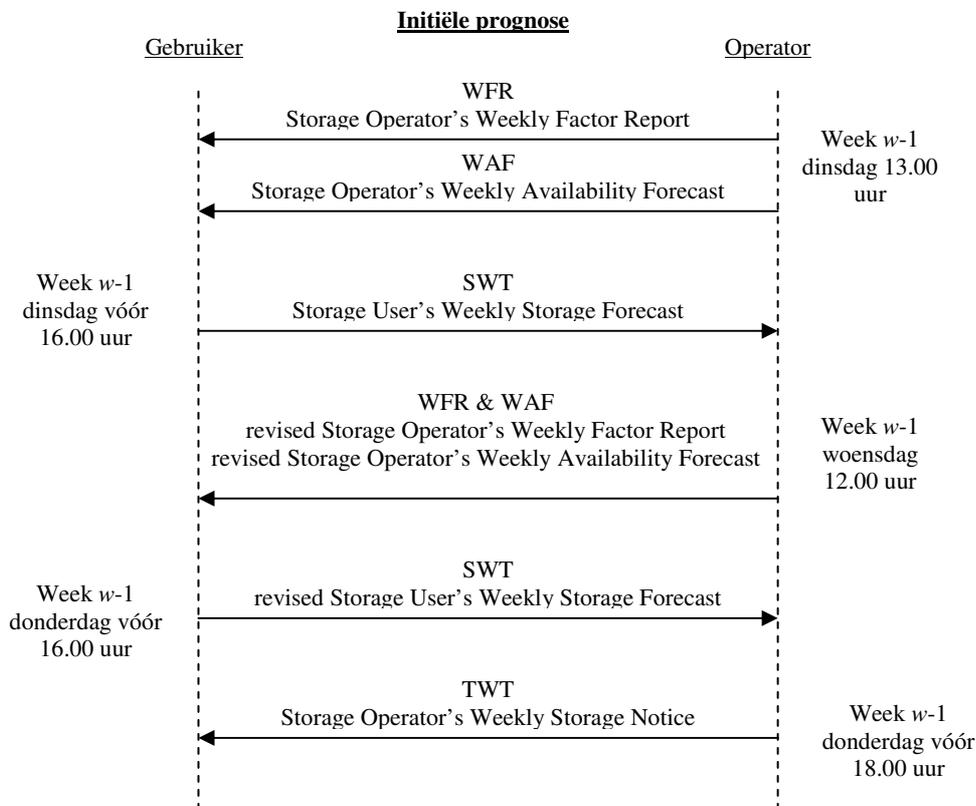 Initiële prognose
Gebruiker
Operator
WFR
Storage Operator's Weekly Factor Report
WAF
Storage Operator's Weekly Availability Forecast
Week w-1
dinsdag 13.00
uur
Week w-1
dinsdag vóór
16.00 uur
SWT
Storage User's Weekly Storage Forecast
WFR & WAF
revised Storage Operator's Weekly Factor Report
revised Storage Operator's Weekly Availability Forecast
Week w-1
woensdag
12.00 uur
Week w-1
donderdag vóór
16.00 uur
SWT
revised Storage User's Weekly Storage Forecast
TWT
Storage Operator's Weekly Storage Notice
Week w-1
donderdag vóór
18.00 uur